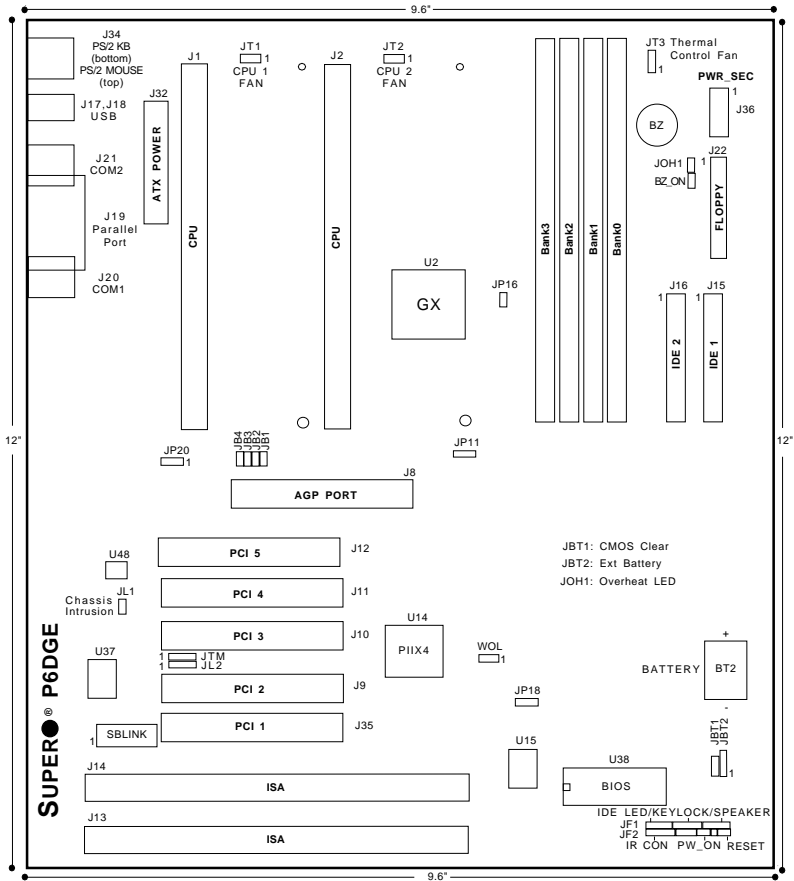 9.6"
J34
PS/2 KB
(bottom)
PS/2 MOUSE
(top)
J1
JT1
1
CPU 1
FAN
J2
JT2
1
CPU 2
FAN
JT3 Thermal
Control Fan
1
PWR_SEC
1
J36
J17,J18
USB
J32
ATX POWER
BZ
J21
COM2
JOH1
BZ_ON
J22
1
FLOPPY
J19
Parallel
Port
CPU
CPU
Bank3
Bank2
Bank1
Bank0
J20
COM1
U2
GX
JP16
J16
1
IDE 2
J15
1
IDE 1
12"
12"
JP20
1
JB4
JB3
JB2
JB1
JP11
J8
AGP PORT
PCI 5
J12
JBT1: CMOS Clear
JBT2: Ext Battery
JOH1: Overheat LED
U48
JL1
Chassis
Intrusion
PCI 4
J11
PCI 3
J10
U14
PIIX4
WOL
1
U37
1
JTM
1
JL2
PCI 2
J9
JP18
+
BATTERY
BT2
-
SUPER® P6DGE
SBLINK
1
PCI 1
J35
JBT1
JBT2
1
U15
U38
BIOS
J14
ISA
J13
ISA
IDE LED/KEYLOCK/SPEAKER
JF1
JF2
IR CON
PW_ON
RESET
9.6"